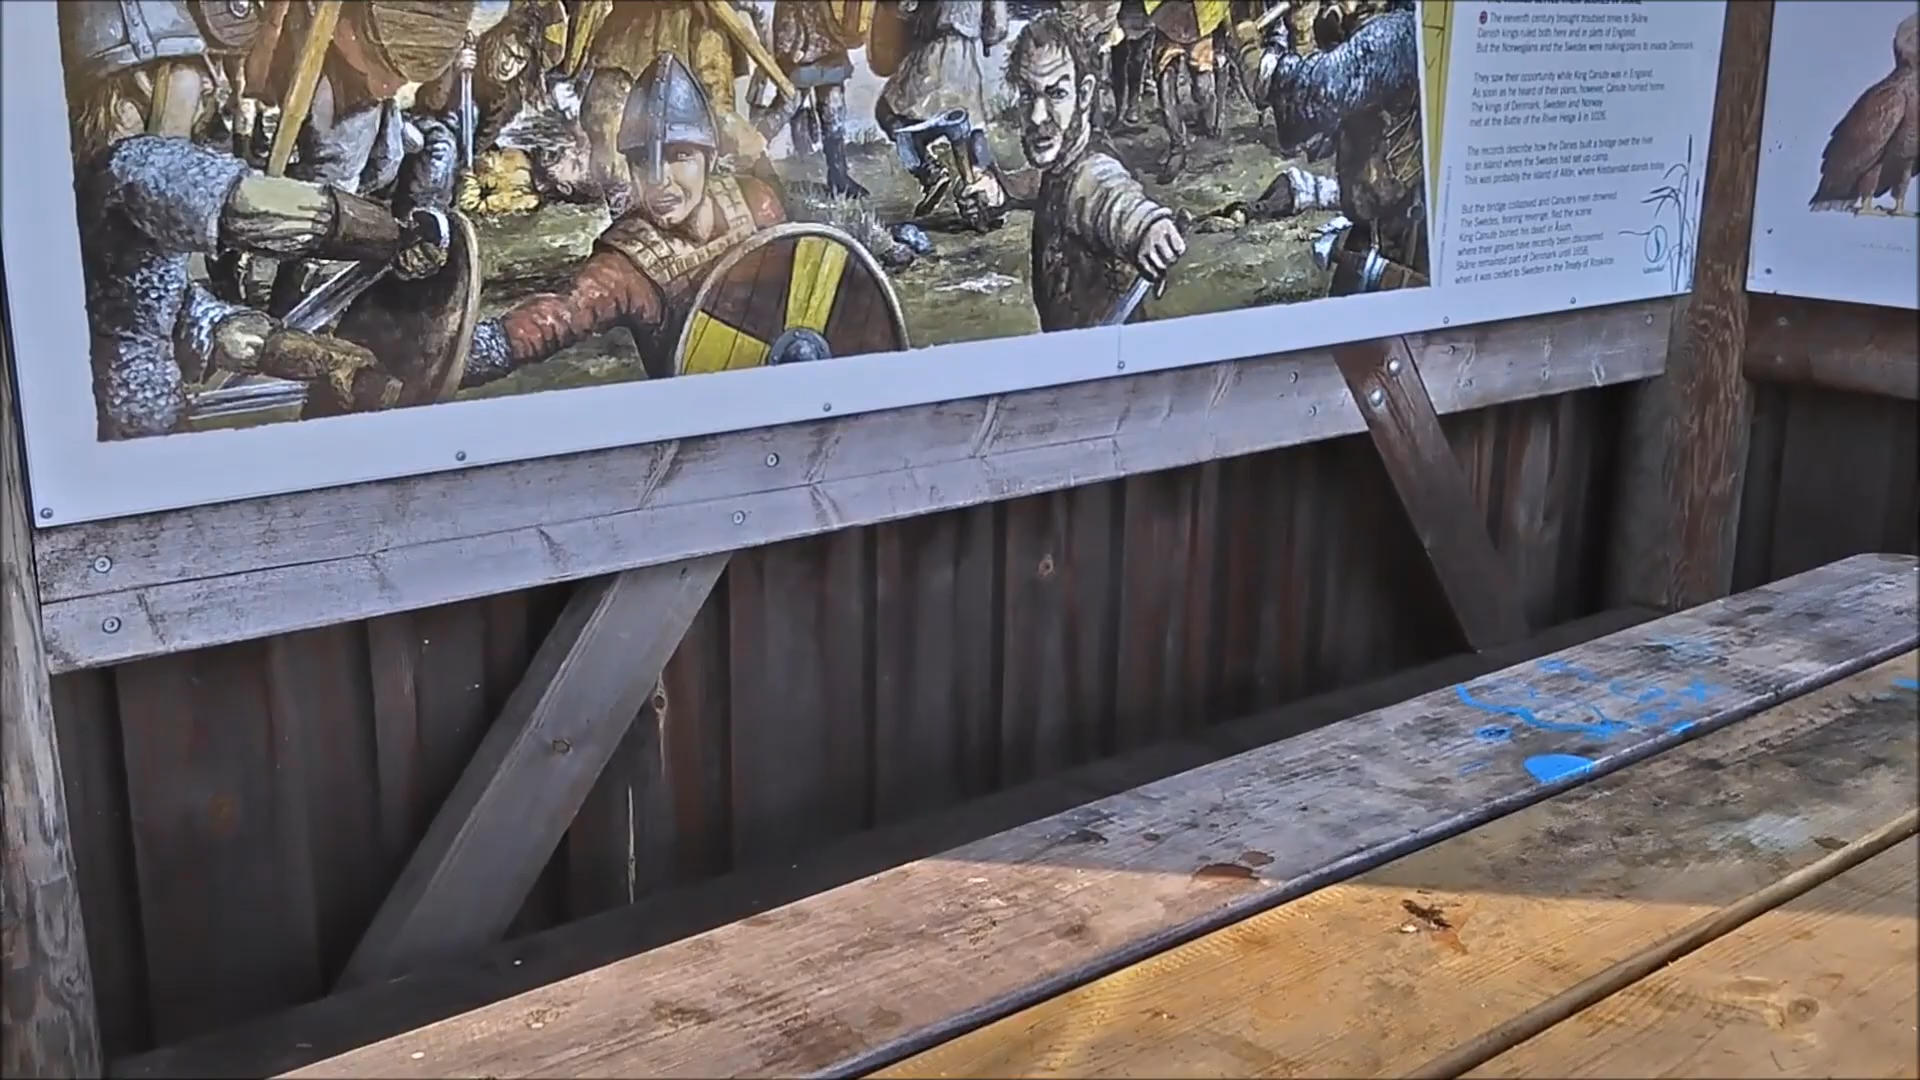 The eleventh century brought troubled times to Skåne.
Danish kings ruled both here and in parts of England.
But the Norwegians and the Swedes were making plans to invade Denmark.
They saw their opportunity while King Canute was in England.
As soon as he heard of their plans, however, Canute hurried home.
The kings of Denmark, Sweden and Norway
met at the Battle of the River Helge å in 1026.
The records describe how the Danes built a bridge over the river
to an island where the Swedes had set up camp.
This was probably the island of Allön, where Kristianstad stands today.
But the bridge collapsed and Canute's men drowned.
The Swedes, fearing revenge, fled the scene.
King Canute buried his dead in Åsum,
where their graves have recently been discovered.
Skåne remained part of Denmark until 1658,
when it was ceded to Sweden in the Treaty of Roskilde.